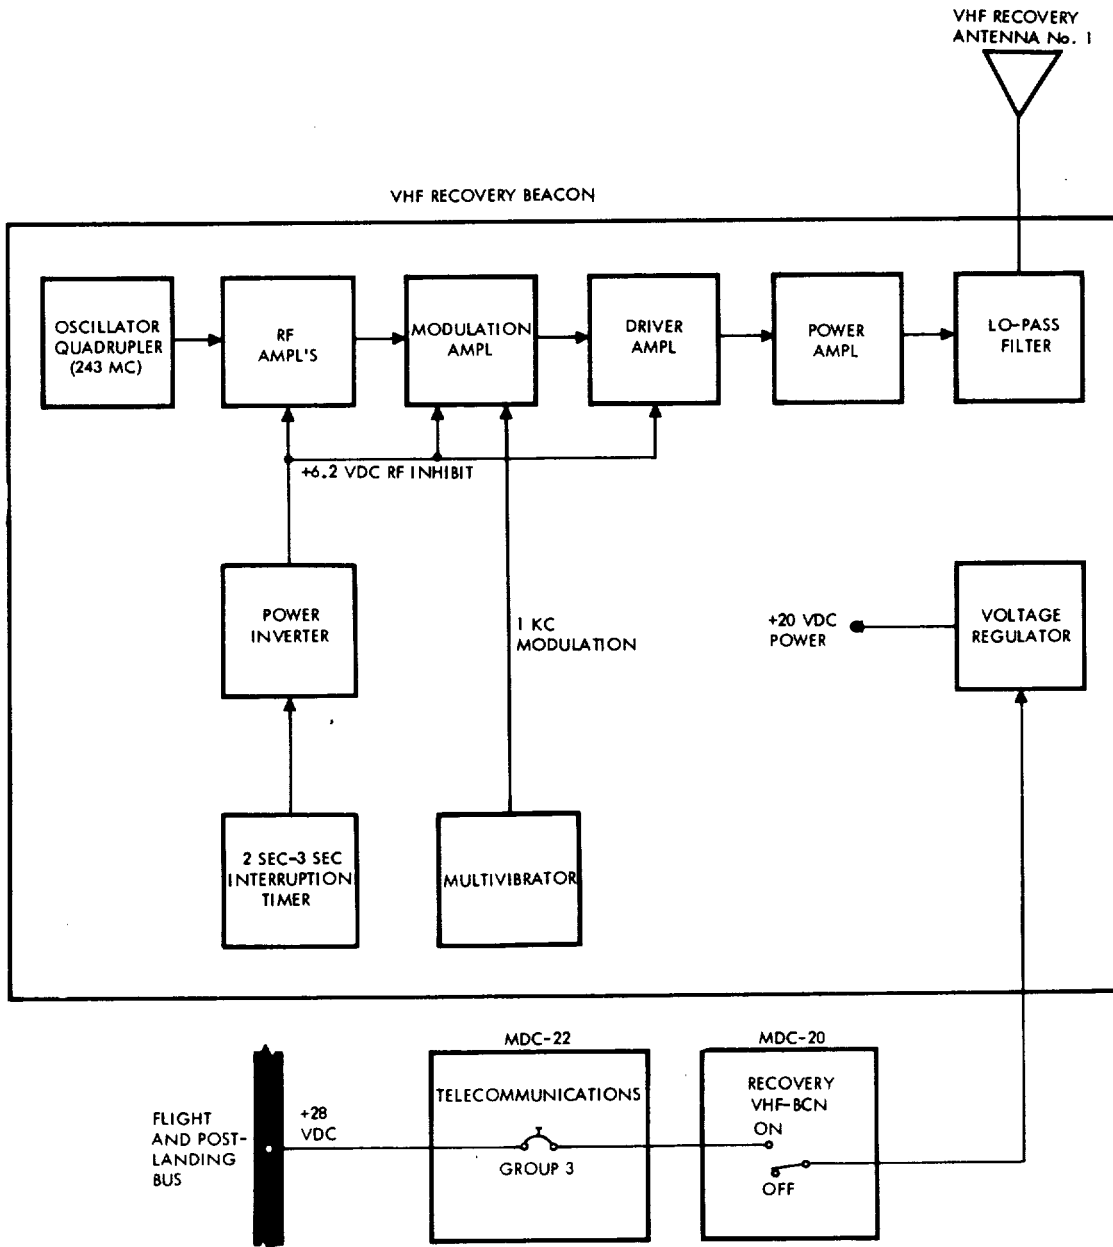 VHF RECOVERY
ANTENNA No. 1
VHF RECOVERY BEACON
OSCILLATOR
QUADRUPLER
(243 MC)
RF
AMPL'S
MODULATION
AMPL
DRIVER
AMPL
POWER
AMPL
LO-PASS
FILTER
+6.2 VDC RF INHIBIT
POWER
INVERTER
1 KC
MODULATION
+20 VDC
POWER
VOLTAGE
REGULATOR
2 SEC-3 SEC
INTERRUPTION
TIMER
MULTIVIBRATOR
MDC-22
MDC-20
TELECOMMUNICATIONS
GROUP 3
RECOVERY
VHF-BCN
ON
OFF
FLIGHT
AND POST-
LANDING
BUS
+28
VDC